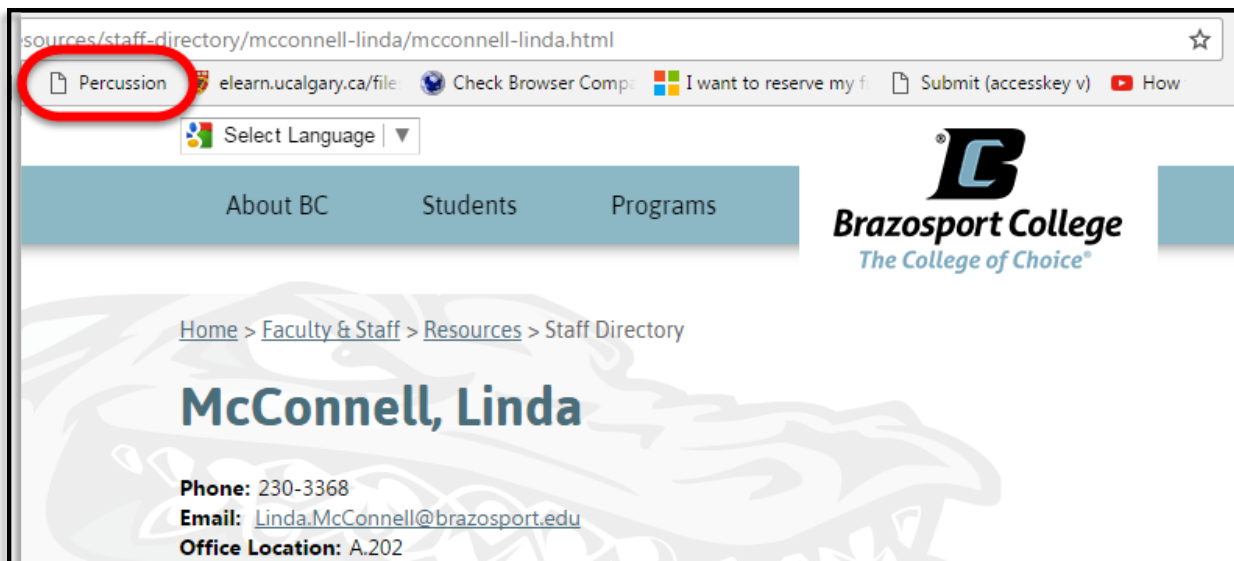 sources/staff-directory/mcconnell-linda/mcconnell-linda.html
Percussion elearn.ucalgary.ca/file Check Browser Comp I want to reserve my Submit (accesskey v) How
Select Language ▼
About BC Students Programs
® BC
Brazosport College
The College of Choice®
Home > Faculty & Staff > Resources > Staff Directory
McConnell, Linda
Phone: 230-3368
Email: Linda.McConnell@brazosport.edu
Office Location: A.202